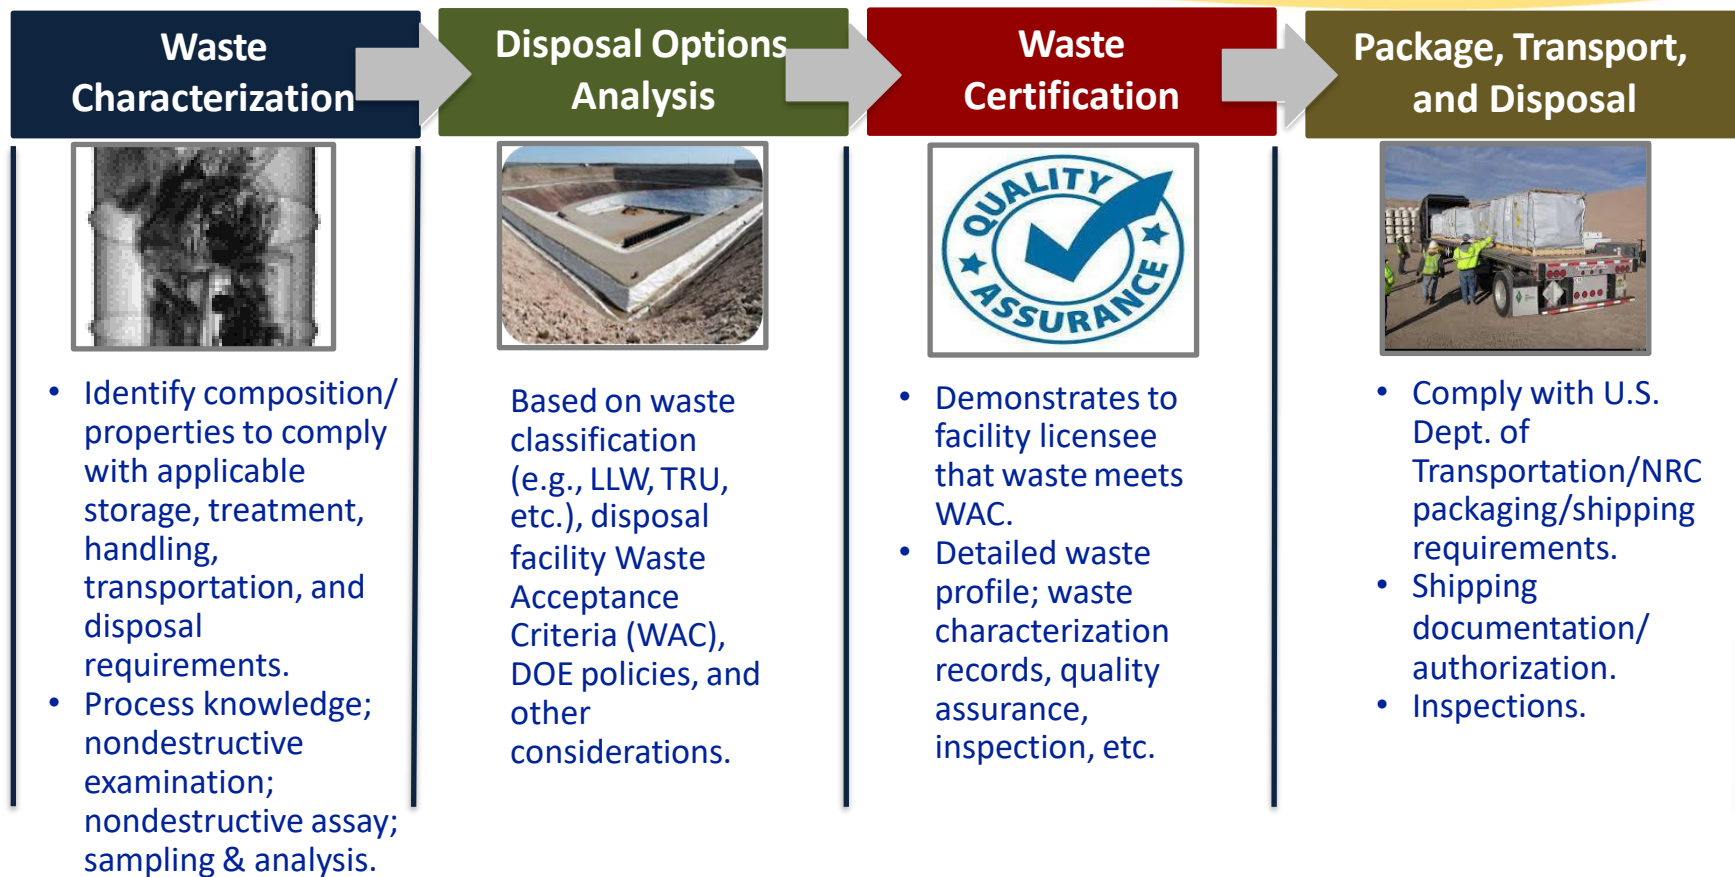 Waste
Characterization
• Identify composition/
properties to comply
with applicable
storage, treatment,
handling,
transportation, and
disposal
requirements.
• Process knowledge;
nondestructive
examination;
nondestructive assay;
sampling & analysis.
Disposal Options
Analysis
Based on waste
classification
(e.g., LLW, TRU,
etc.), disposal
facility Waste
Acceptance
Criteria (WAC),
DOE policies, and
other
considerations.
Waste
Certification
QUALITY
ASSURANCE
• Demonstrates to
facility licensee
that waste meets
WAC.
• Detailed waste
profile; waste
characterization
records, quality
assurance,
inspection, etc.
Package, Transport,
and Disposal
• Comply with U.S.
Dept. of
Transportation/NRC
packaging/shipping
requirements.
• Shipping
documentation/
authorization.
• Inspections.